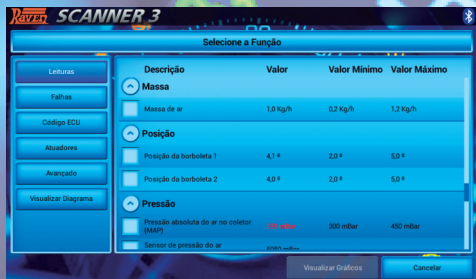 Raven SCANNER 3
Selecione a Função
Leituras
Falhas
Código ECU
Atuadores
Avançado
Visualizar Diagrama
Descrição Valor Valor Mínimo Valor Máximo
Massa
Massa de ar 1,0 Kg/h 0,2 Kg/h 1,2 Kg/h
Posição
Posição da borboleta 1 4,1 º 2,0 º 5,0 º
Posição da borboleta 2 4,0 º 2,0 º 5,0 º
Pressão
Pressão absoluta do ar no coletor
(MAP) 300 mBar 450 mBar
Sensor de pressão do ar
Visualizar Gráficos
Cancelar